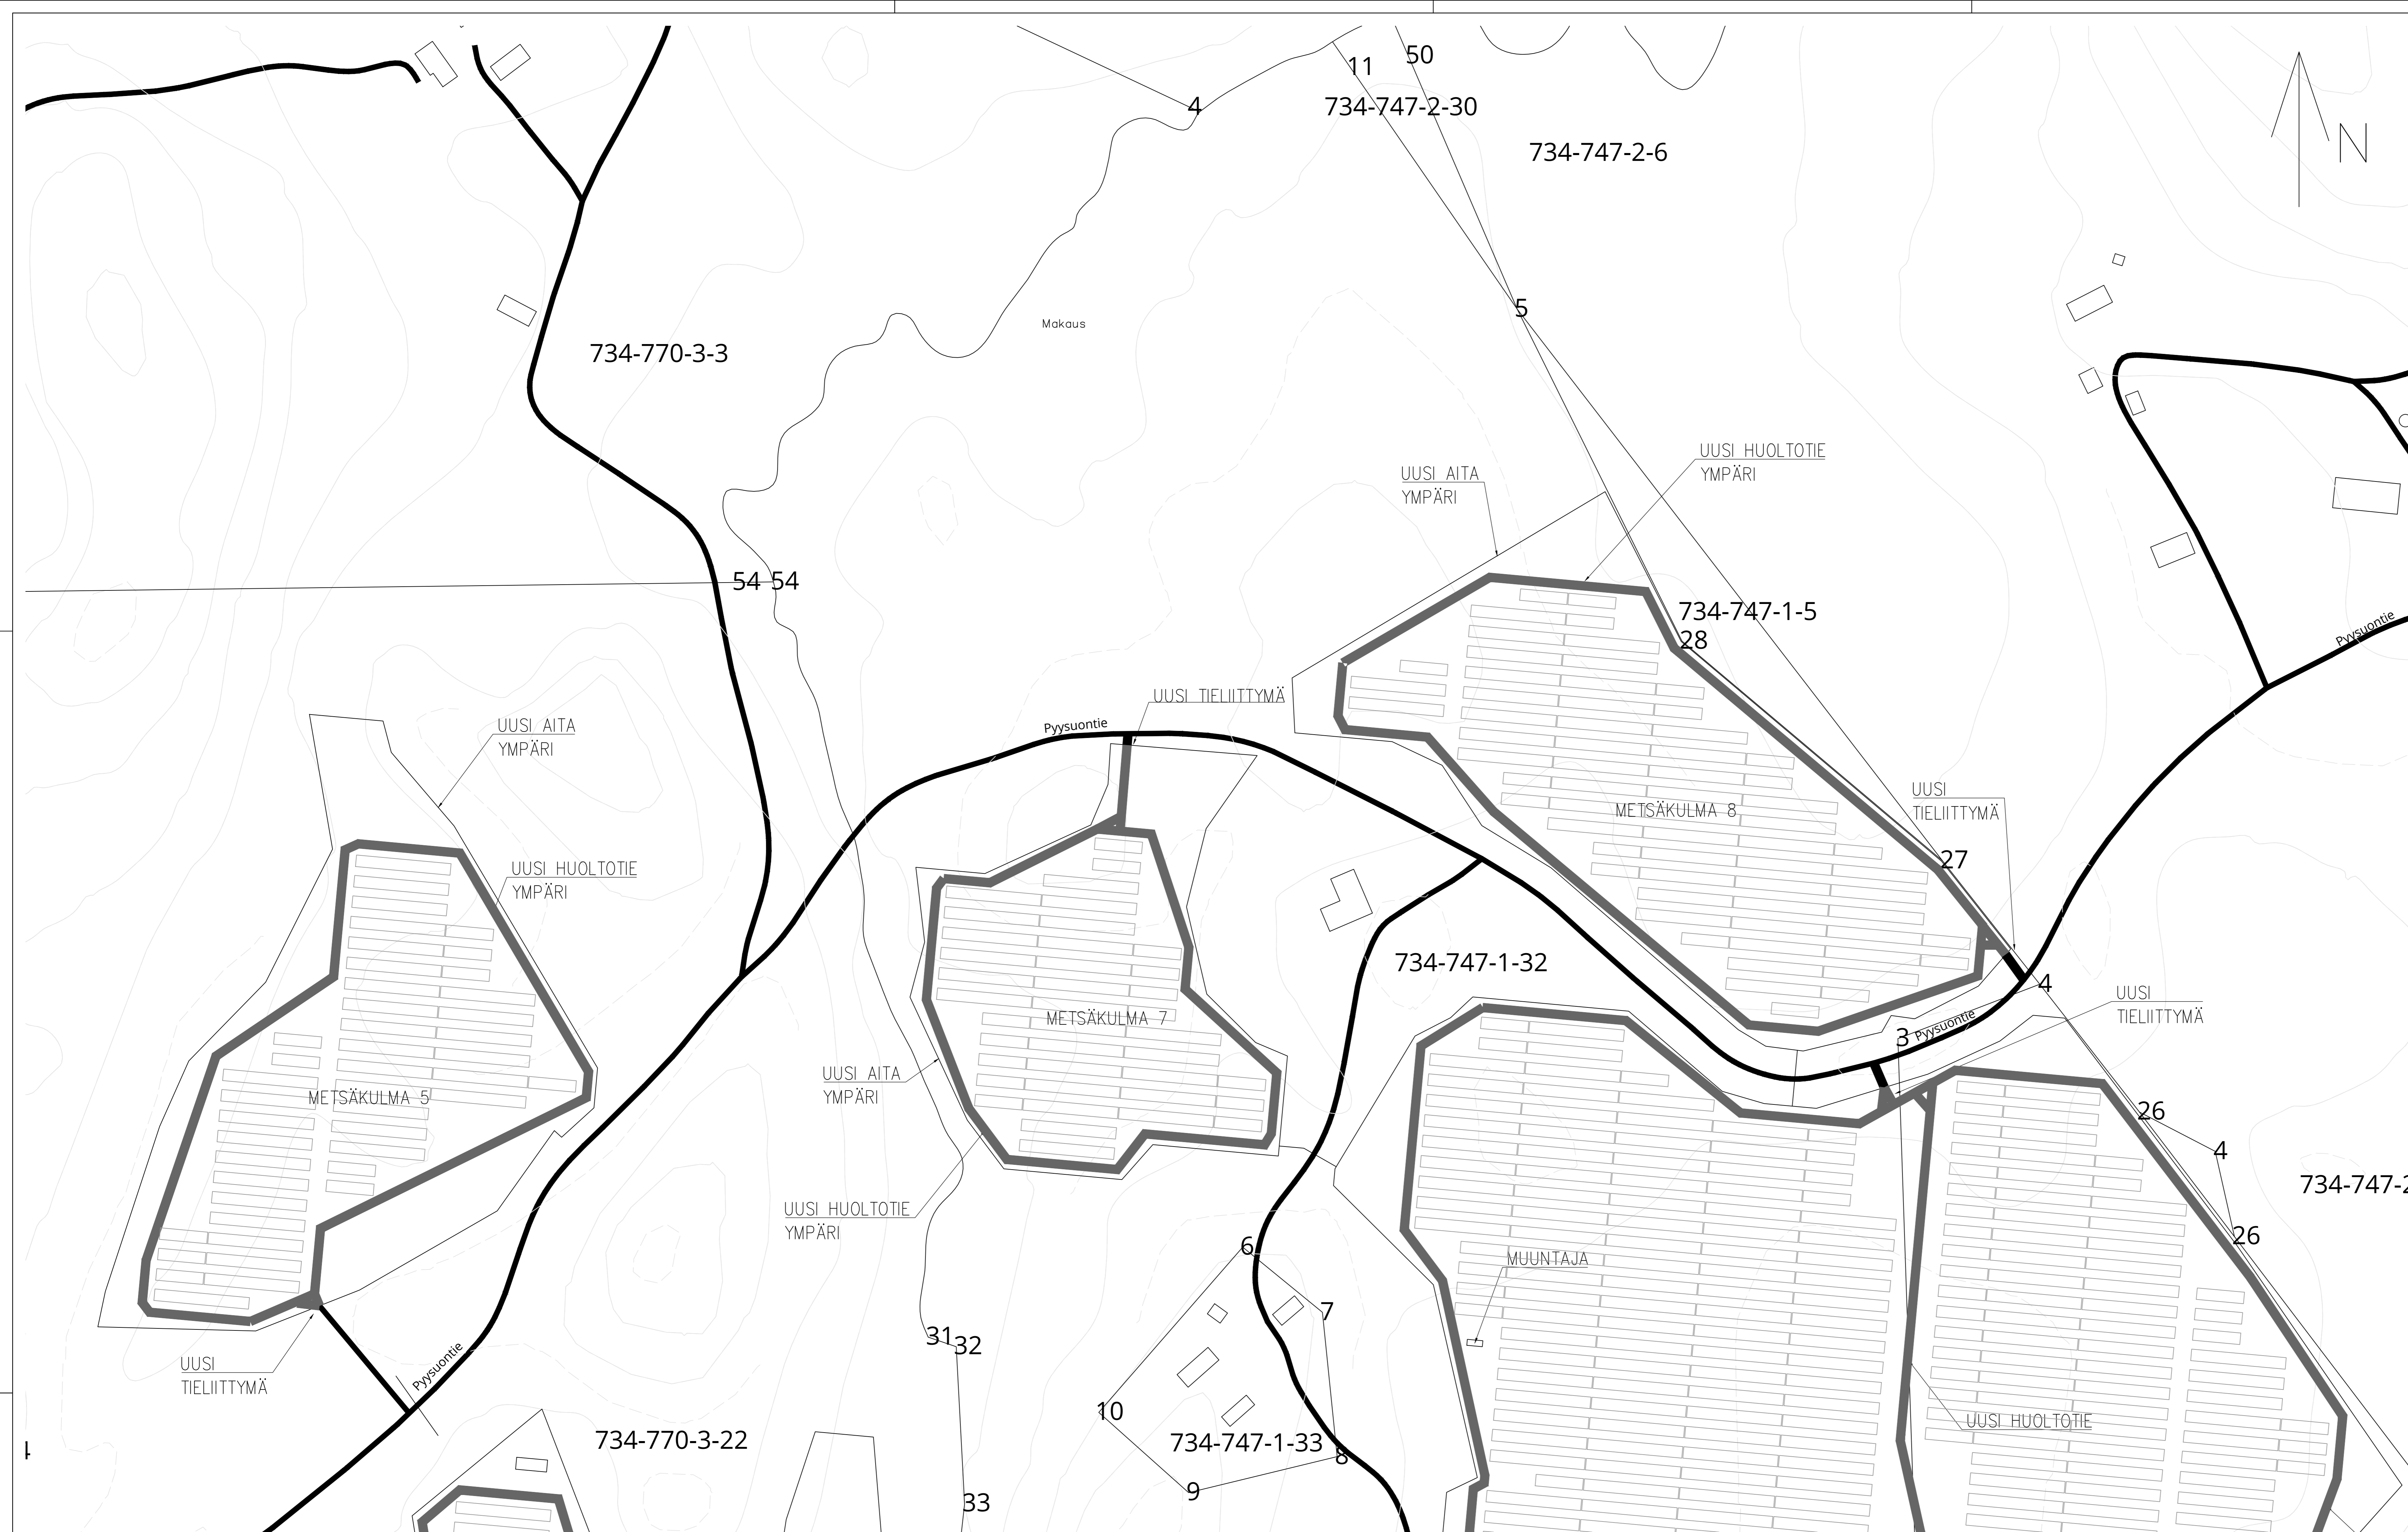 50
11
4
734-747-2-30
734-747-2-6
N
5
Makaus
734-770-3-3
UUSI HUOLTOTIE
YMPÄRI
UUSI AITA
YMPÄRI
54
54
734-747-1-5
28
Pyysuontie
UUSI TIELIITTYMÄ
Pyysuontie
UUSI AITA
YMPÄRI
UUSI
TIELIITTYMÄ
METSÄKULMA 8
27
UUSI HUOLTOTIE
YMPÄRI
734-747-1-32
4
UUSI
TIELIITTYMÄ
METSÄKULMA 7
3
Pyysuontie
UUSI AITA
YMPÄRI
METSÄKULMA 5
26
4
734-747-2
UUSI HUOLTOTIE
YMPÄRI
26
6
MUUNTAJA
7
31
32
UUSI
TIELIITTYMÄ
Pyysuontie
10
UUSI HUOLTOTIE
734-770-3-22
734-747-1-33
8
9
33